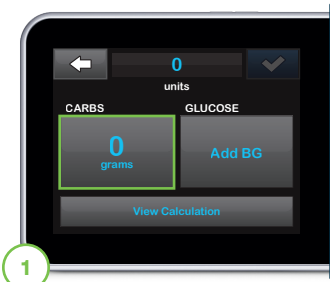 0
units
CARBS GLUCOSE
0
grams
Add BG
View Calculation
1